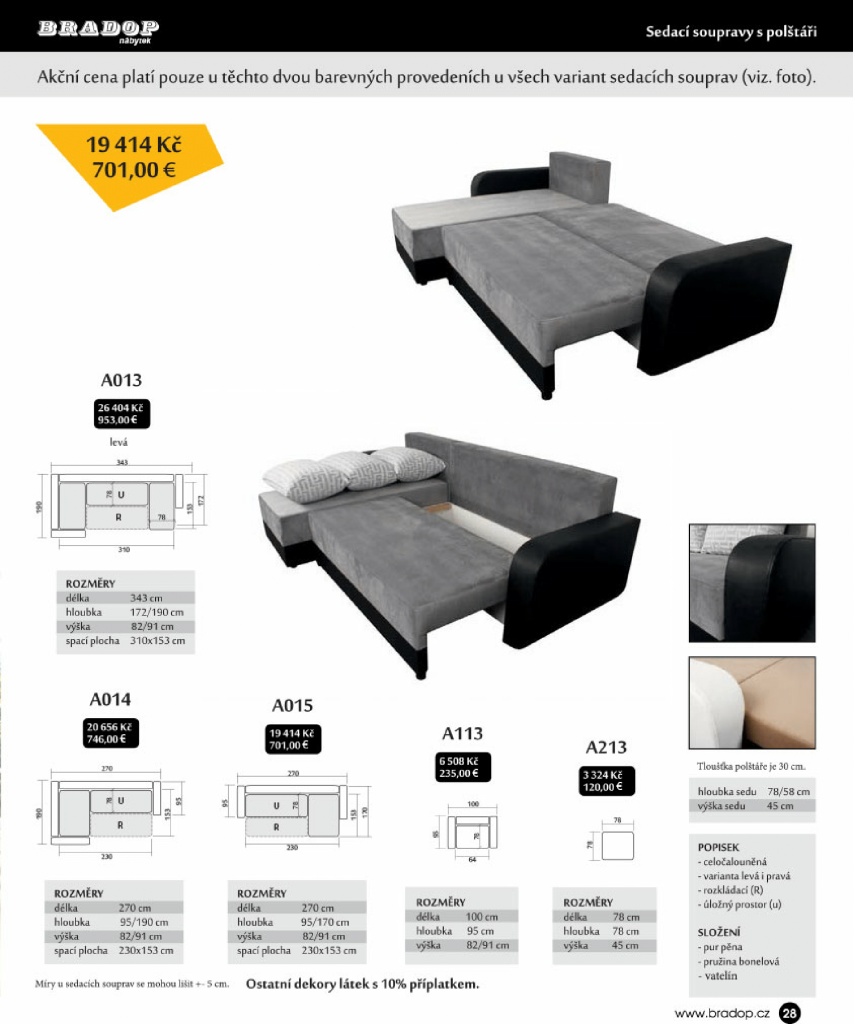 BRADOP
nábytek
Sedací soupravy s polštáři
Akční cena platí pouze u těchto dvou barevných provedeních u všech variant sedacích souprav (viz. foto).
19 414 Kč
701,00 €
A013
26 404 Kč
953,00 €
levá
343
190
78
U
R
78
153
172
310
ROZMĚRY
délka 343 cm
hloubka 172/190 cm
výška 82/91 cm
spací plocha 310x153 cm
A014
20 656 Kč
746,00 €
270
190
78
U
R
95
153
230
ROZMĚRY
délka 270 cm
hloubka 95/190 cm
výška 82/91 cm
spací plocha 230x153 cm
A015
19 414 Kč
701,00 €
270
95
U
78
R
153
170
230
ROZMĚRY
délka 270 cm
hloubka 95/170 cm
výška 82/91 cm
spací plocha 230x153 cm
A113
6 508 Kč
235,00 €
100
95
78
64
ROZMĚRY
délka 100 cm
hloubka 95 cm
výška 82/91 cm
A213
3 324 Kč
120,00 €
78
78
ROZMĚRY
délka 78 cm
hloubka 78 cm
výška 45 cm
Tloušťka polštáře je 30 cm.
hloubka sedu 78/58 cm
výška sedu 45 cm
POPISEK
- celočalouněná
- varianta levá i pravá
- rozkládací (R)
- úložný prostor (u)
SLOŽENÍ
- pur pěna
- pružina bonelová
- vatelín
Míry u sedacích souprav se mohou lišit +- 5 cm.
Ostatní dekory látek s 10% příplatkem.
www.bradop.cz 28